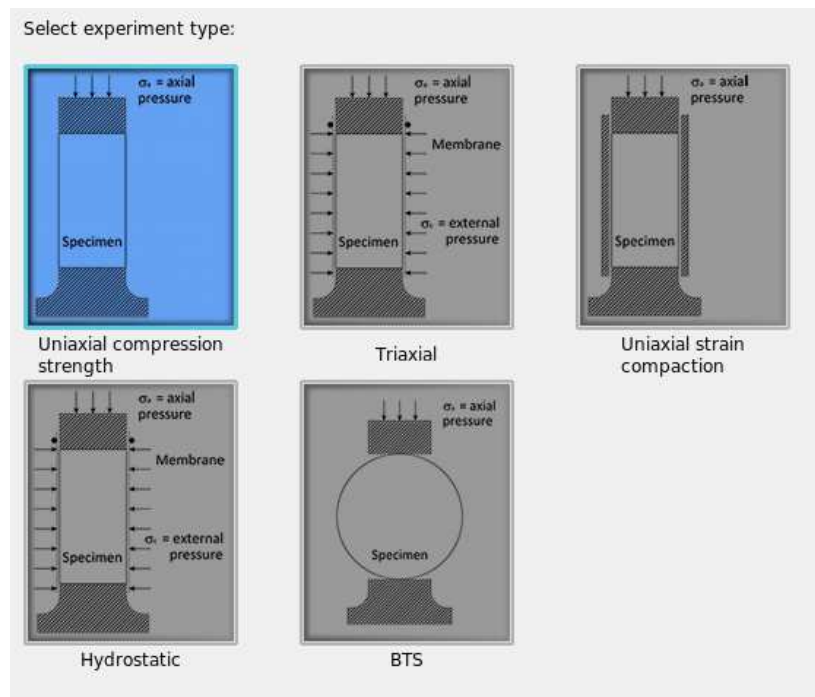 Select experiment type:
σₐ = axial
pressure
Specimen
Uniaxial compression
strength
σₐ = axial
pressure
Membrane
σₑ = external
pressure
Specimen
Triaxial
σₐ = axial
pressure
Specimen
Uniaxial strain
compaction
σₐ = axial
pressure
Membrane
σₑ = external
pressure
Specimen
Hydrostatic
σₐ = axial
pressure
Specimen
BTS